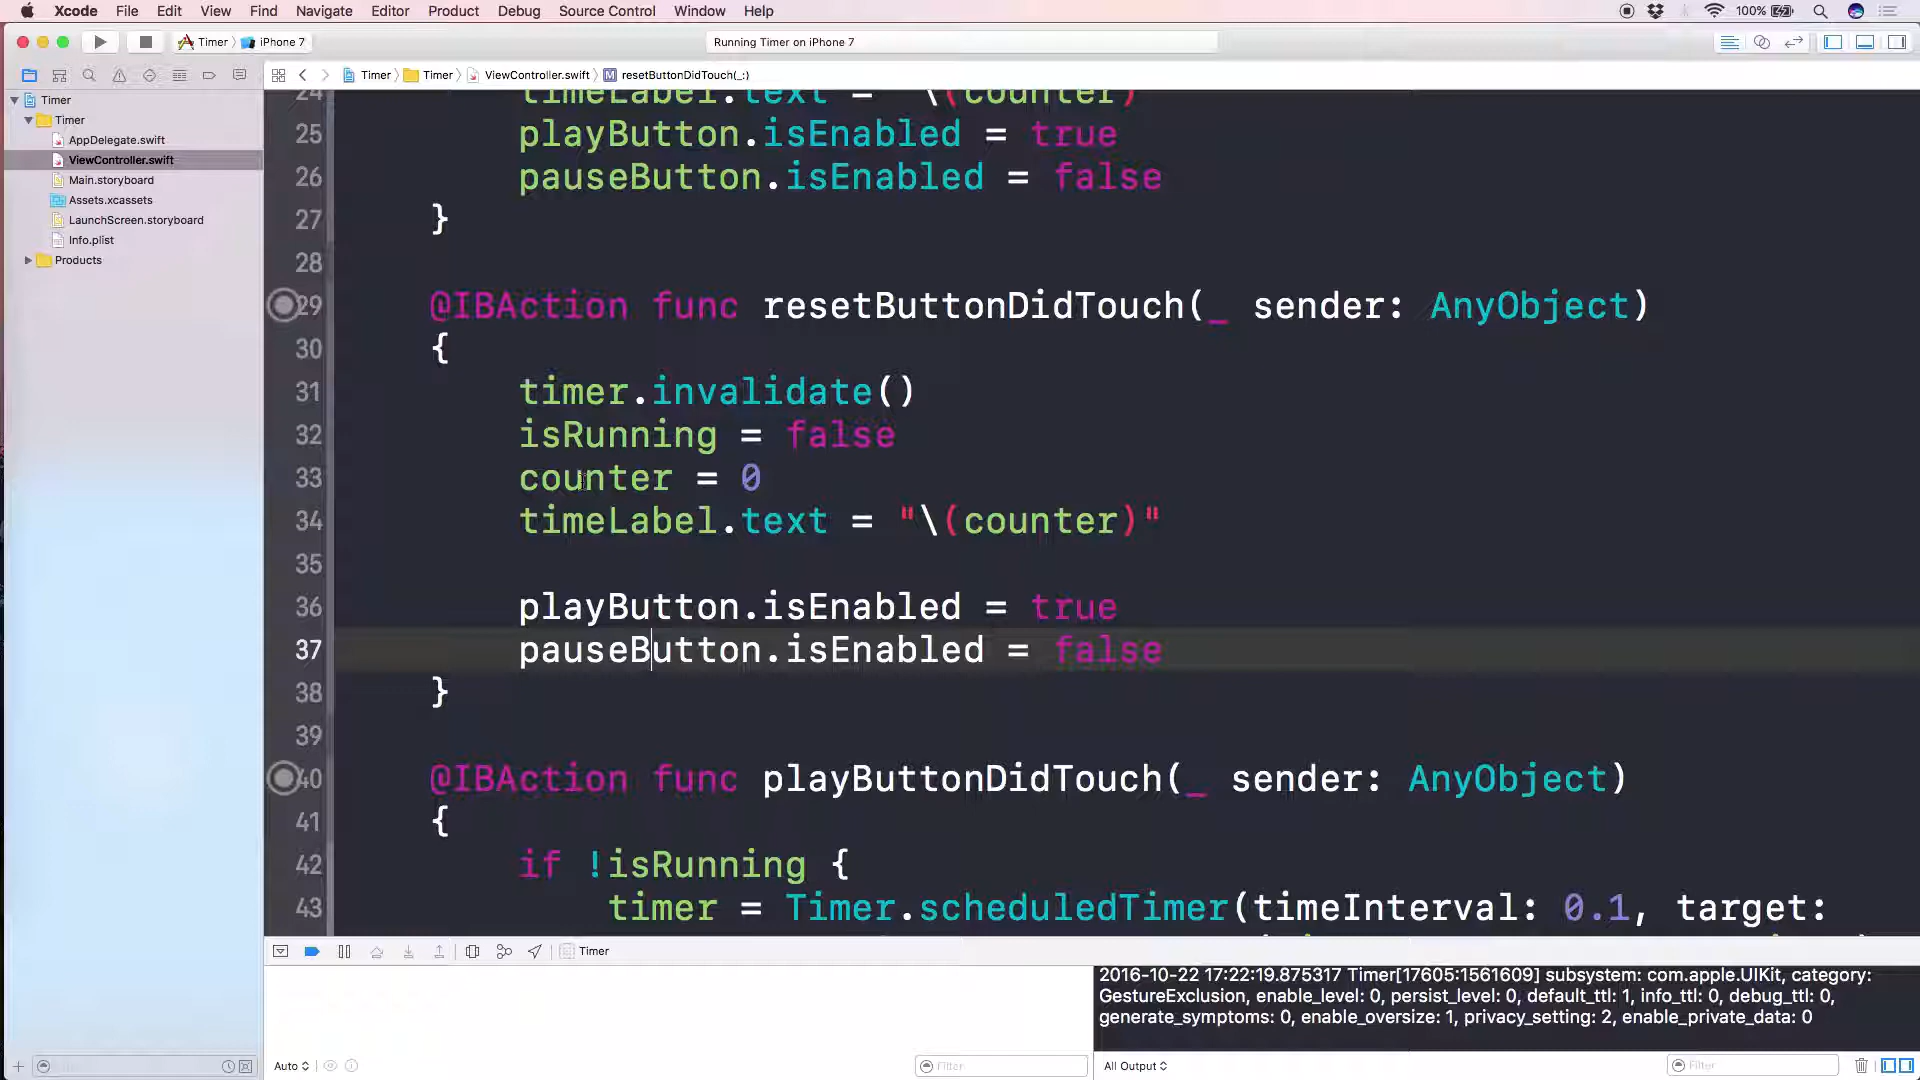 Xcode File Edit View Find Navigate Editor Product Debug Source Control Window Help 100%
Timer iPhone 7 Running Timer on iPhone 7
Timer Timer ViewController.swift M resetButtonDidTouch(_:)
Timer
Timer
AppDelegate.swift
ViewController.swift
Main.storyboard
Assets.xcassets
LaunchScreen.storyboard
Info.plist
Products
24 timeLabel.text = "\(counter)
25 playButton.isEnabled = true
26 pauseButton.isEnabled = false
27 }
28
29 @IBAction func resetButtonDidTouch(_ sender: AnyObject)
30 {
31 timer.invalidate()
32 isRunning = false
33 counter = 0
34 timeLabel.text = "\(counter)"
35
36 playButton.isEnabled = true
37 pauseButton.isEnabled = false
38 }
39
40 @IBAction func playButtonDidTouch(_ sender: AnyObject)
41 {
42 if !isRunning {
43 timer = Timer.scheduledTimer(timeInterval: 0.1, target:
Timer
2016-10-22 17:22:19.875317 Timer[17605:1561609] subsystem: com.apple.UIKit, category:
GestureExclusion, enable_level: 0, persist_level: 0, default_ttl: 1, info_ttl: 0, debug_ttl: 0,
generate_symptoms: 0, enable_oversize: 1, privacy_setting: 2, enable_private_data: 0
Auto Filter All Output Filter